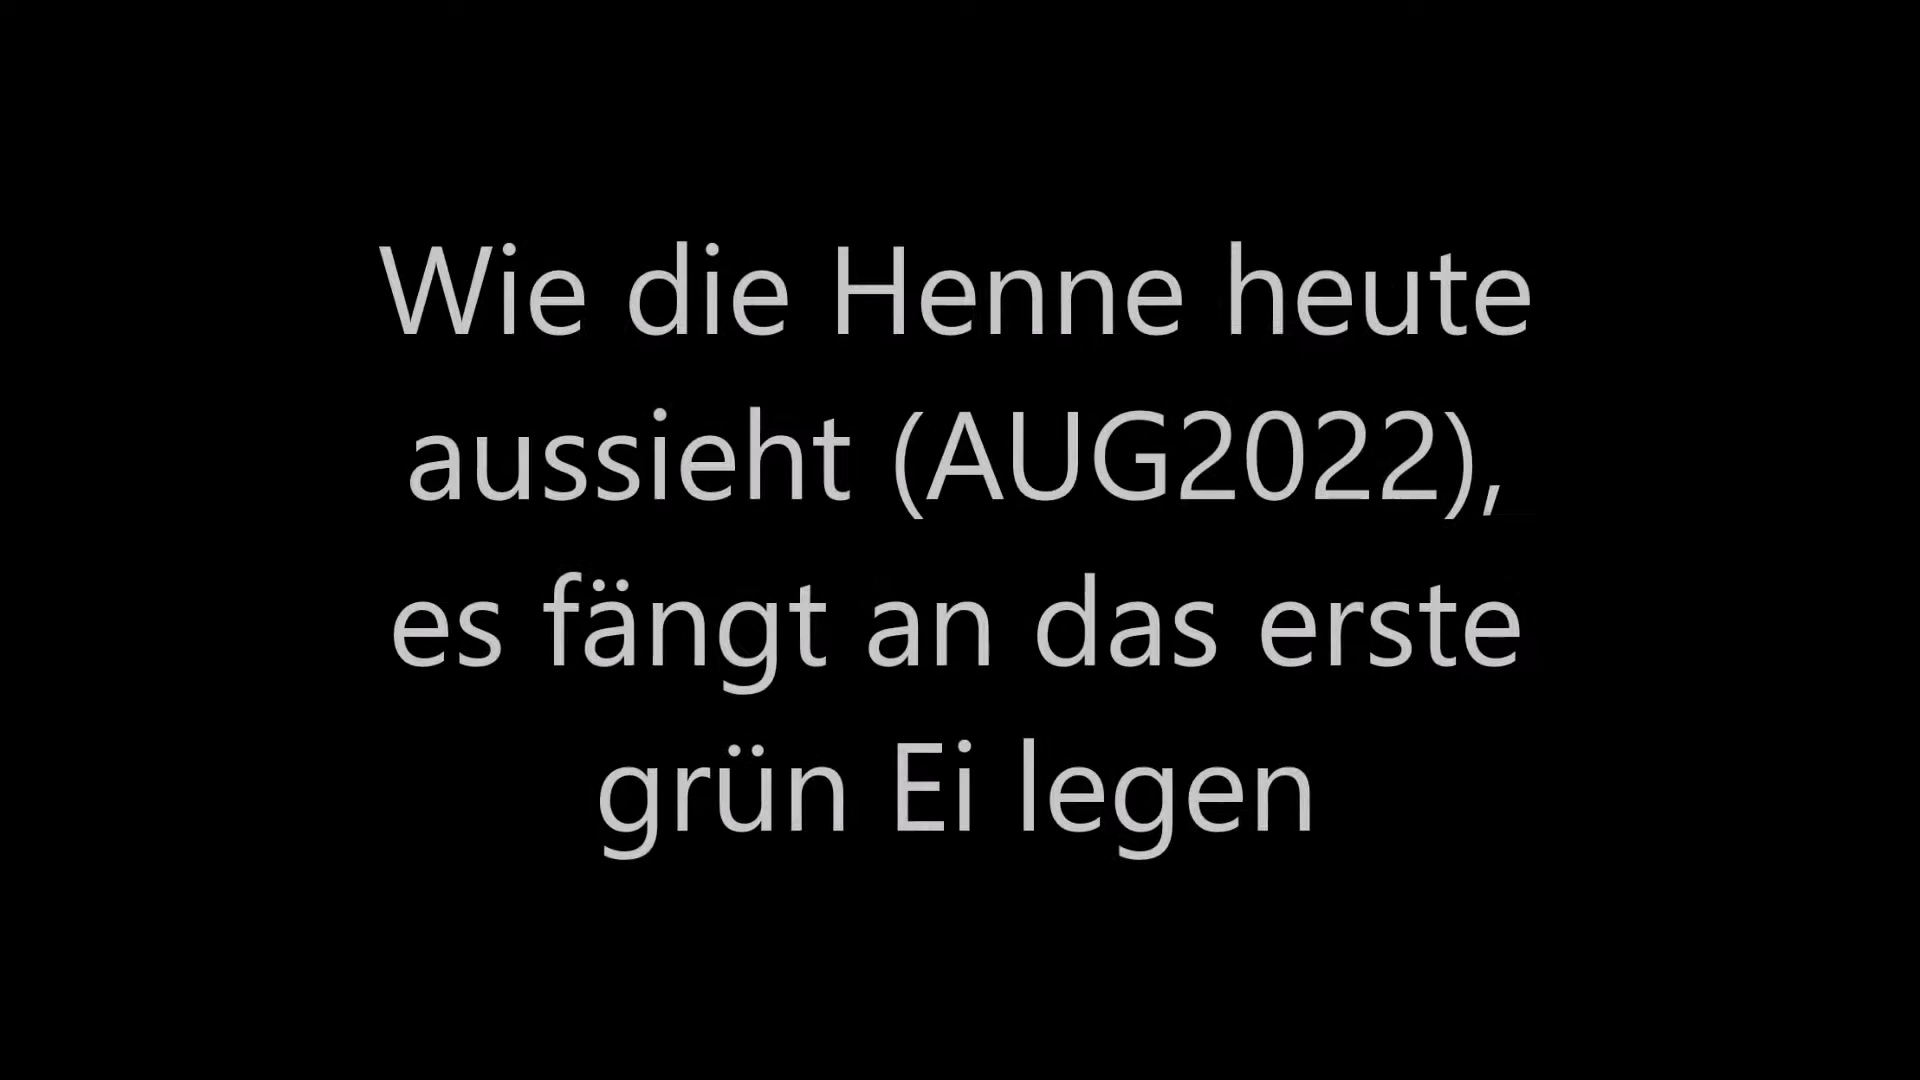 Wie die Henne heute
aussieht (AUG2022),
es fängt an das erste
grün Ei legen